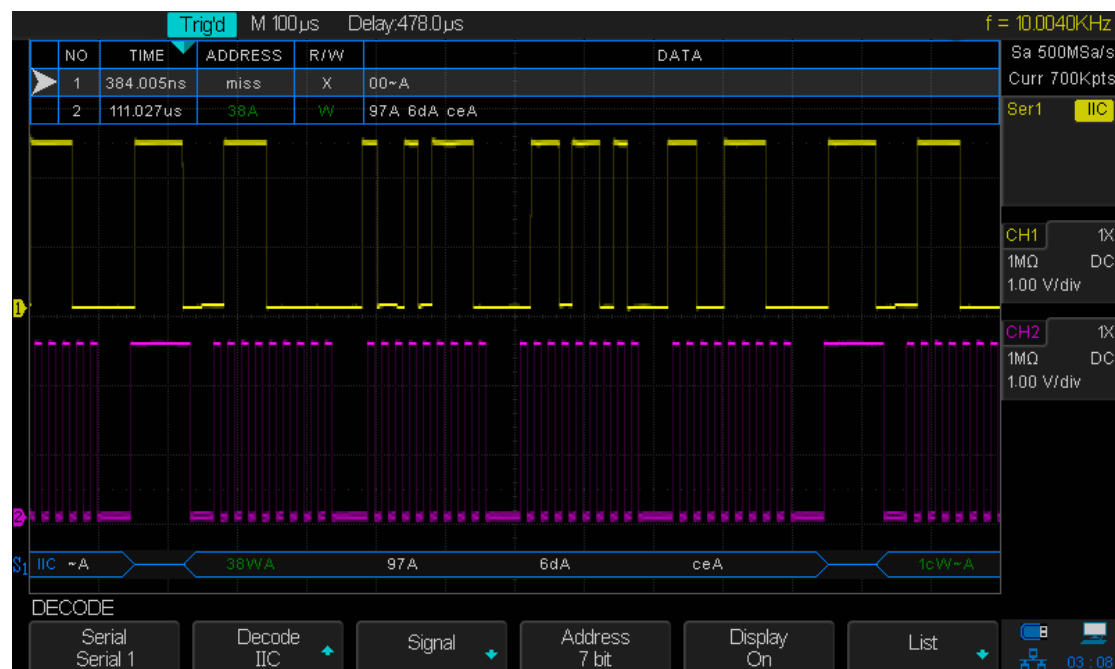 Trig'd M 100µs Delay:478.0µs f = 10.0040KHz
NO TIME ADDRESS R/W DATA
1 384.005ns miss X 00~A
2 111.027us 38A W 97A 6dA ceA
Sa 500MSa/s
Curr 700Kpts
Ser1 IIC
CH1 1X
1MΩ DC
1.00 V/div
CH2 1X
1MΩ DC
1.00 V/div
1
2
S1 IIC ~A 38WA 97A 6dA ceA 1cW~A
DECODE
Serial Decode Signal Address Display List
Serial 1 IIC 7 bit On
03 : 06